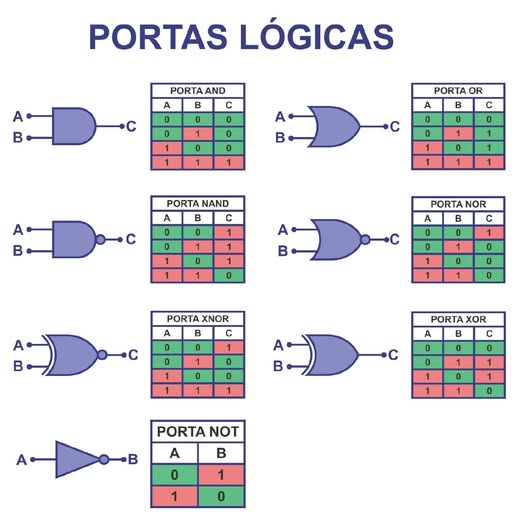 PORTAS LÓGICAS
A
B
C
PORTA AND
A B C
0 0 0
0 1 0
1 0 0
1 1 1
A
B
C
PORTA OR
A B C
0 0 0
0 1 1
1 0 1
1 1 1
A
B
C
PORTA NAND
A B C
0 0 1
0 1 1
1 0 1
1 1 0
A
B
C
PORTA NOR
A B C
0 0 1
0 1 0
1 0 0
1 1 0
A
B
C
PORTA XNOR
A B C
0 0 1
0 1 0
1 0 0
1 1 1
A
B
C
PORTA XOR
A B C
0 0 0
0 1 1
1 0 1
1 1 0
A B
PORTA NOT
A B
0 1
1 0